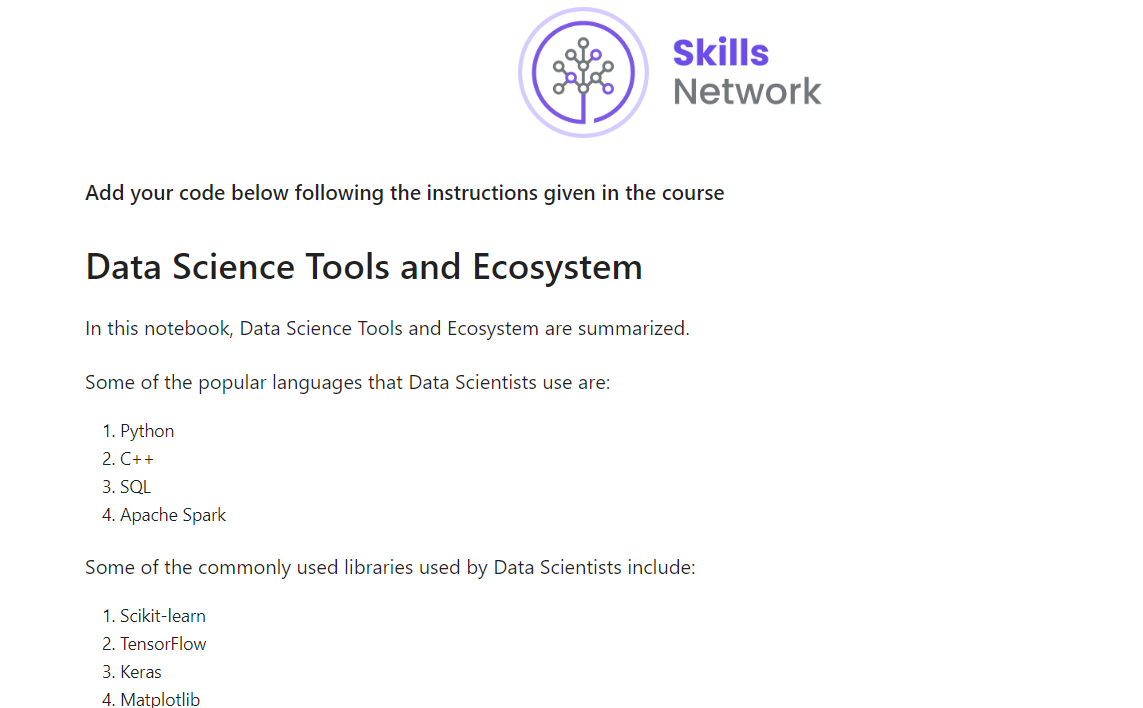 Skills
Network
Add your code below following the instructions given in the course
Data Science Tools and Ecosystem
In this notebook, Data Science Tools and Ecosystem are summarized.
Some of the popular languages that Data Scientists use are:
1. Python
2. C++
3. SQL
4. Apache Spark
Some of the commonly used libraries used by Data Scientists include:
1. Scikit-learn
2. TensorFlow
3. Keras
4. Matplotlib